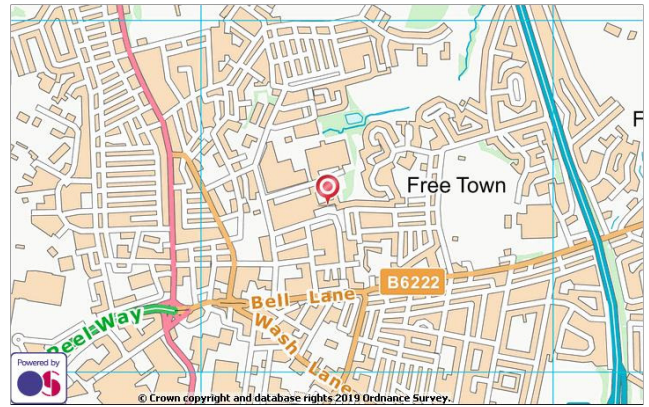 Free Town
F
B6222
Bell Lane
Wash Lane
Peel Way
Powered by
OS
© Crown copyright and database rights 2019 Ordnance Survey.